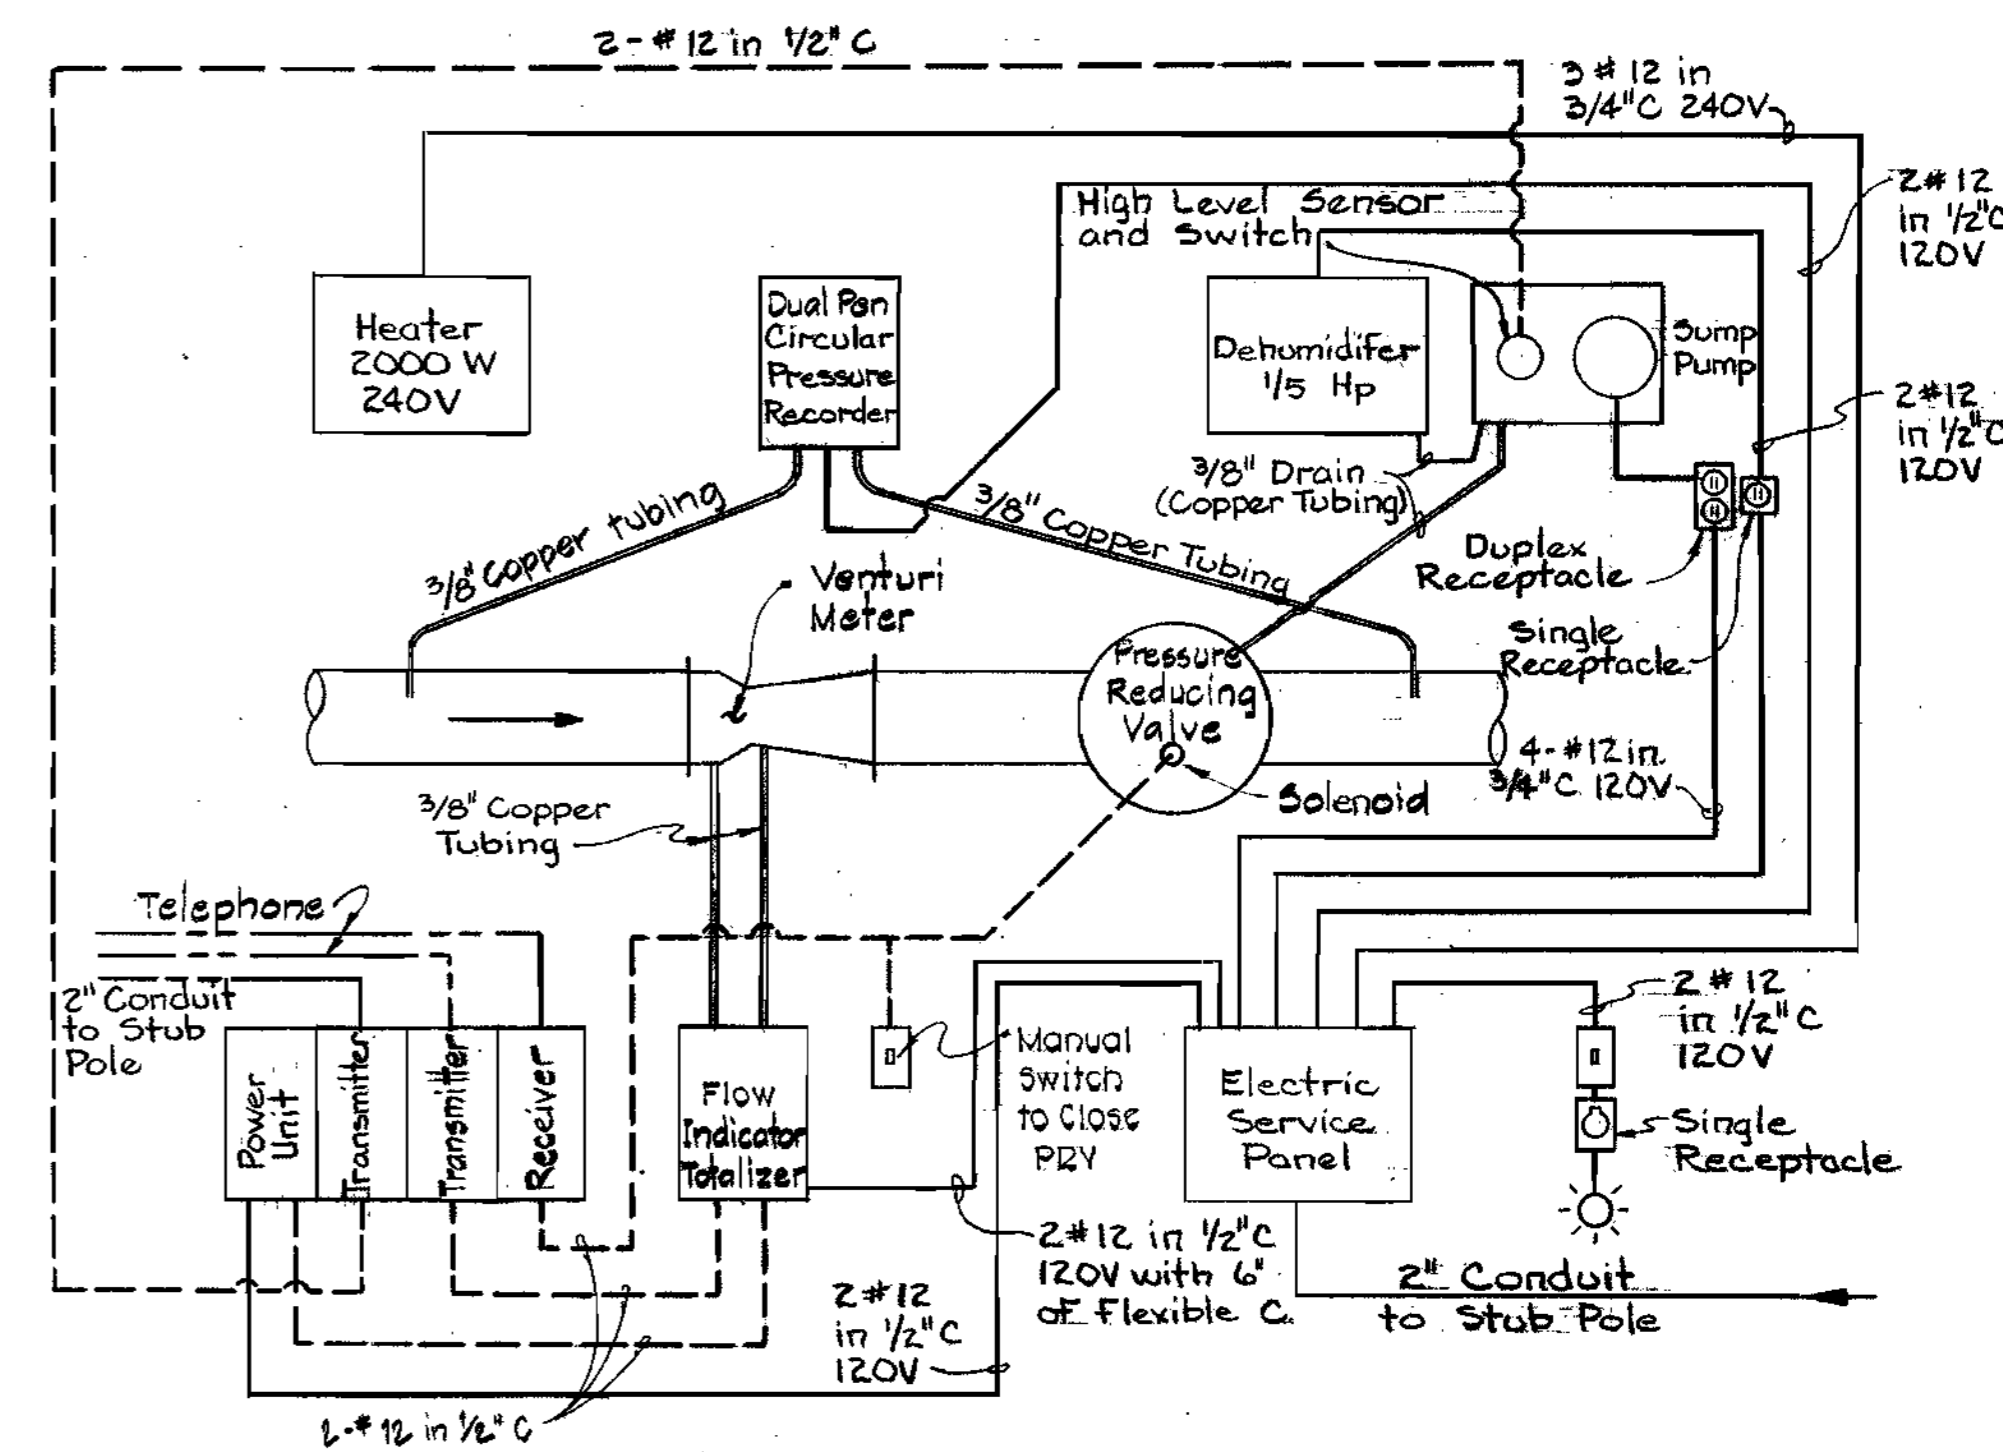 2-#12 in 1/2" C
3 #12 in
3/4"C 240V
2#12
in 1/2"C
120V
High Level Sensor
and Switch
Heater
2000 W
240V
Dual Pen
Circular
Pressure
Recorder
Dehumidifer
1/5 Hp
Sump
Pump
2#12
in 1/2"C
120V
3/8" Drain
(Copper Tubing)
3/8" Copper tubing
3/8" Copper Tubing
Duplex
Receptacle
Venturi
Meter
Single
Receptacle
Pressure
Reducing
Valve
4-#12 in
3/4"C 120V
Solenoid
3/8" Copper
Tubing
Telephone
2" Conduit
to Stub
Pole
Power
Unit
Transmitter
Transmitter
Receiver
Flow
Indicator
Totalizer
Manual
Switch
to Close
PRV
Electric
Service
Panel
2 #12
in 1/2" C
120V
Single
Receptacle
2#12 in 1/2"C
120V with 6"
of Flexible C.
2" Conduit
to Stub Pole
2#12
in 1/2"C
120V
2-#12 in 1/2" C